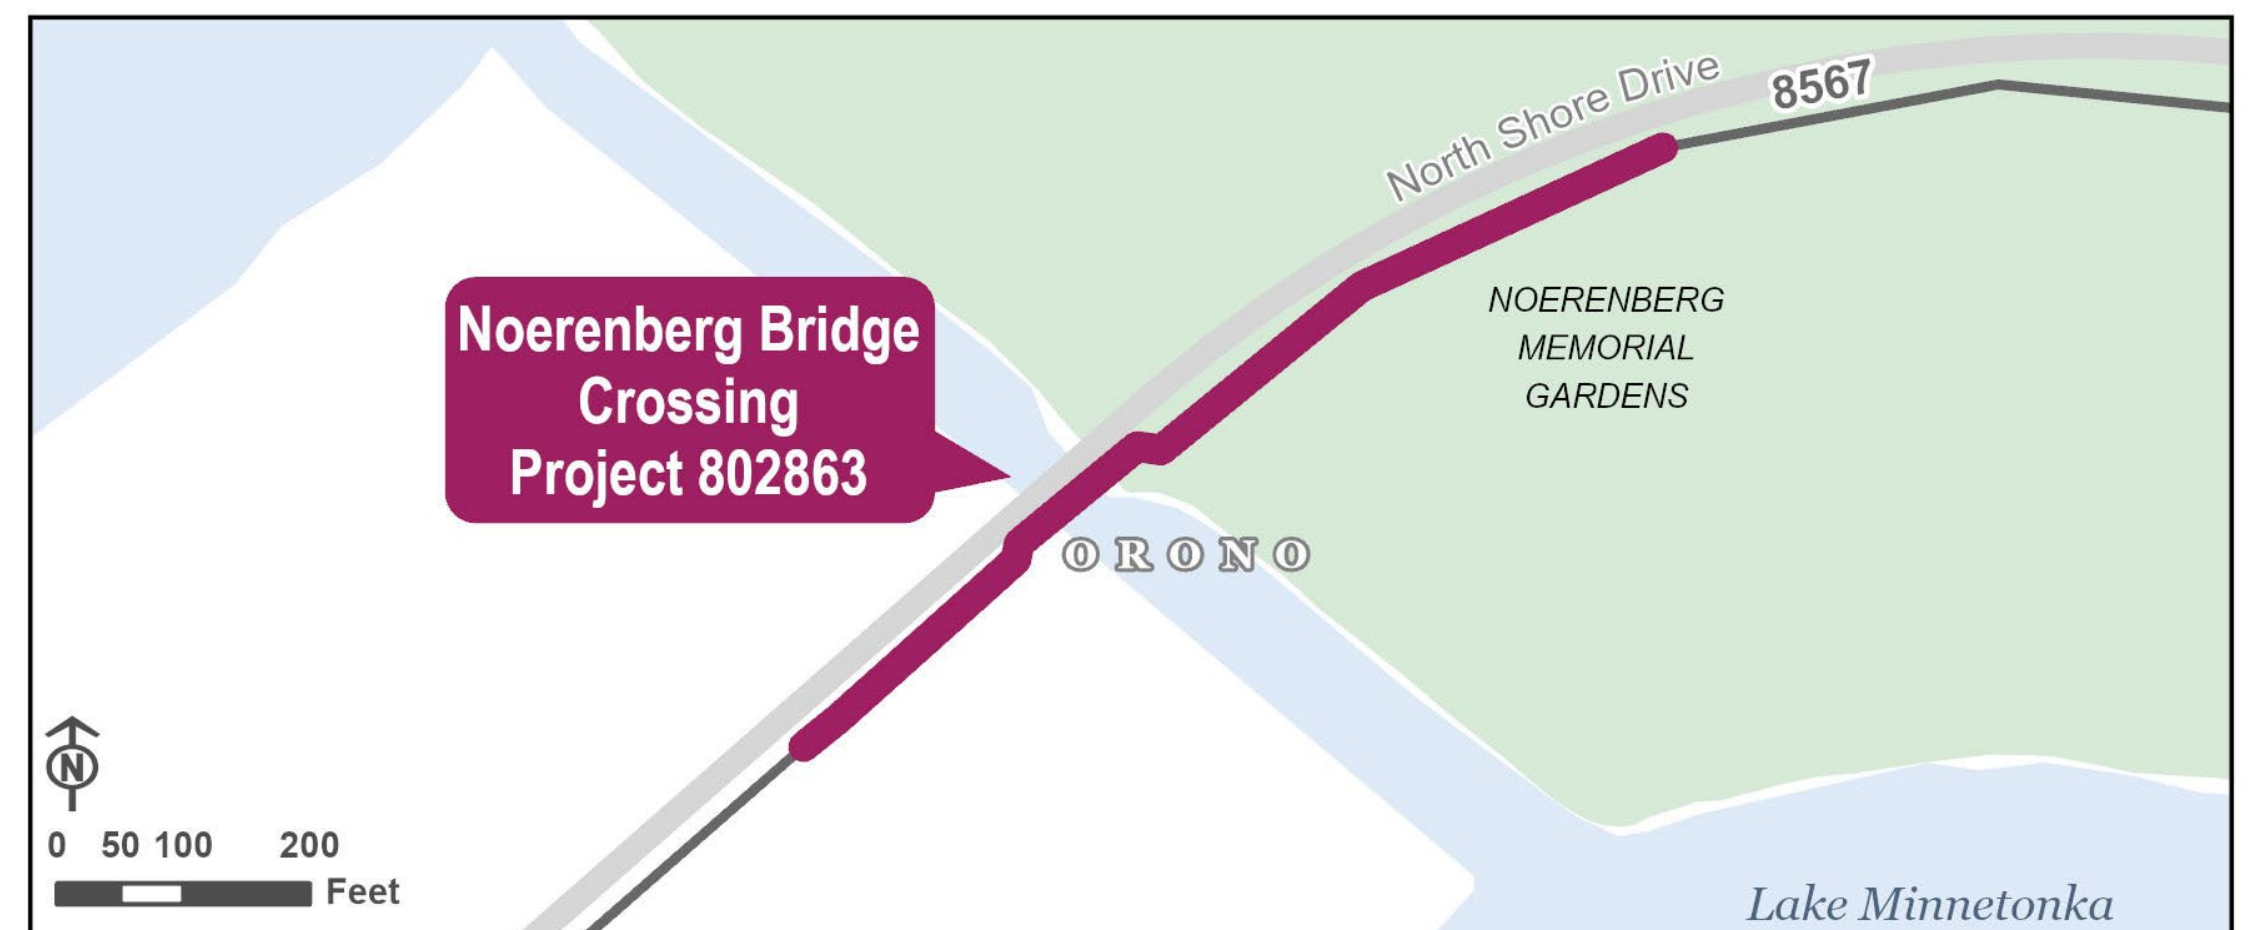 North Shore Drive
8567
Noerenberg Bridge
Crossing
Project 802863
NOERENBERG
MEMORIAL
GARDENS
ORONO
N
0 50 100 200
Feet
Lake Minnetonka